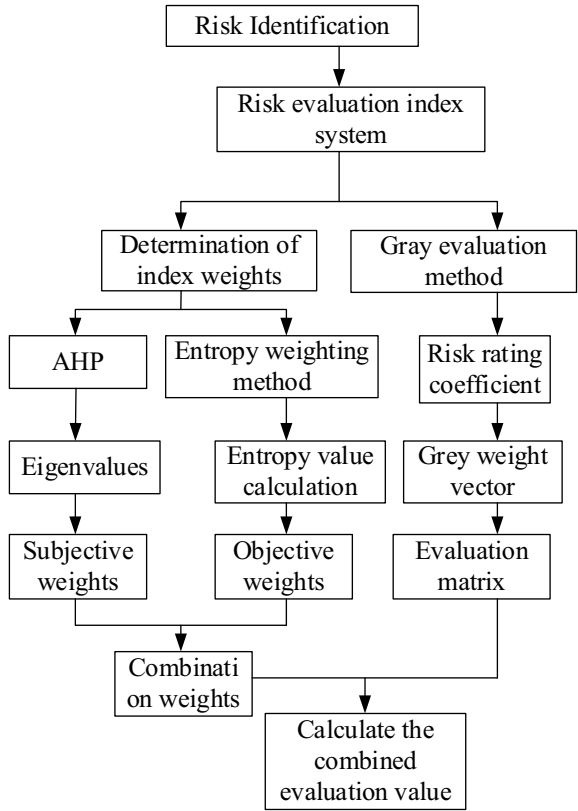 Risk Identification
Risk evaluation index
system
Determination of
index weights
Gray evaluation
method
AHP
Entropy weighting
method
Risk rating
coefficient
Eigenvalues
Entropy value
calculation
Grey weight
vector
Subjective
weights
Objective
weights
Evaluation
matrix
Combinati
on weights
Calculate the
combined
evaluation value